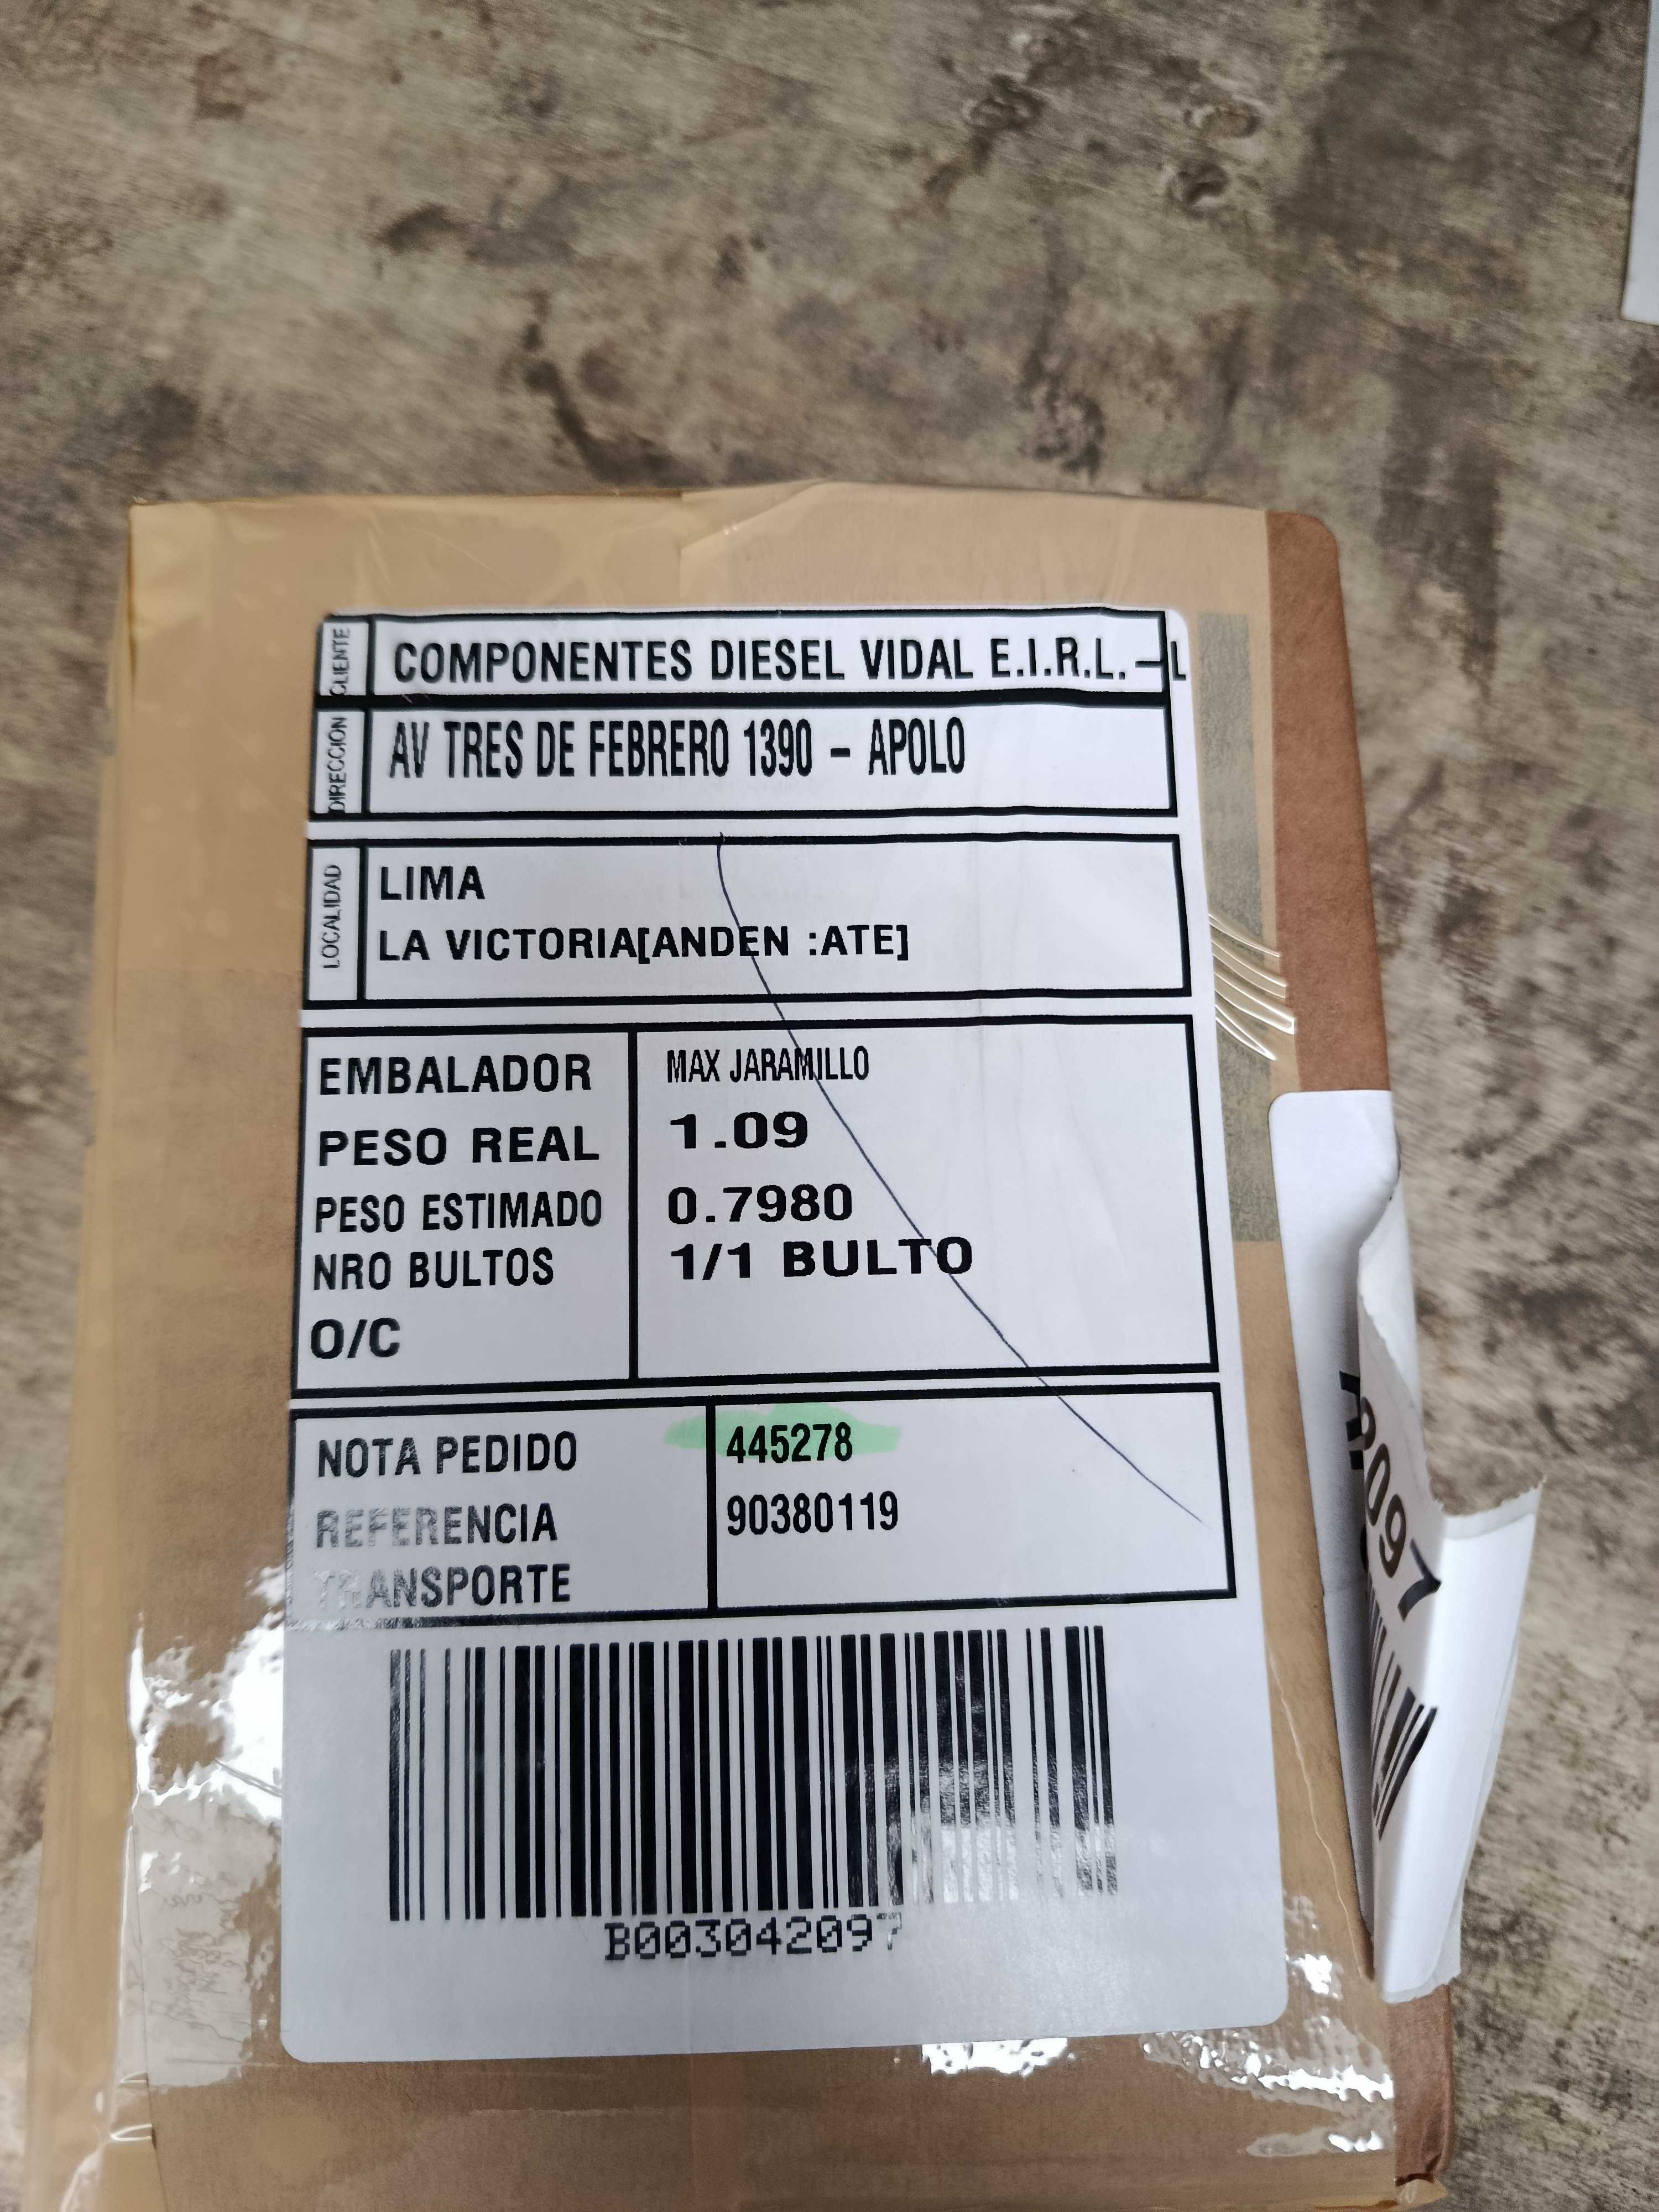 CLIENTE COMPONENTES DIESEL VIDAL E.I.R.L.-L
DIRECCION AV TRES DE FEBRERO 1390 - APOLO
LOCALIDAD LIMA
LA VICTORIA[ANDEN :ATE]
EMBALADOR MAX JARAMILLO
PESO REAL 1.09
PESO ESTIMADO 0.7980
NRO BULTOS 1/1 BULTO
O/C
NOTA PEDIDO 445278
REFERENCIA 90380119
TRANSPORTE
B003042097